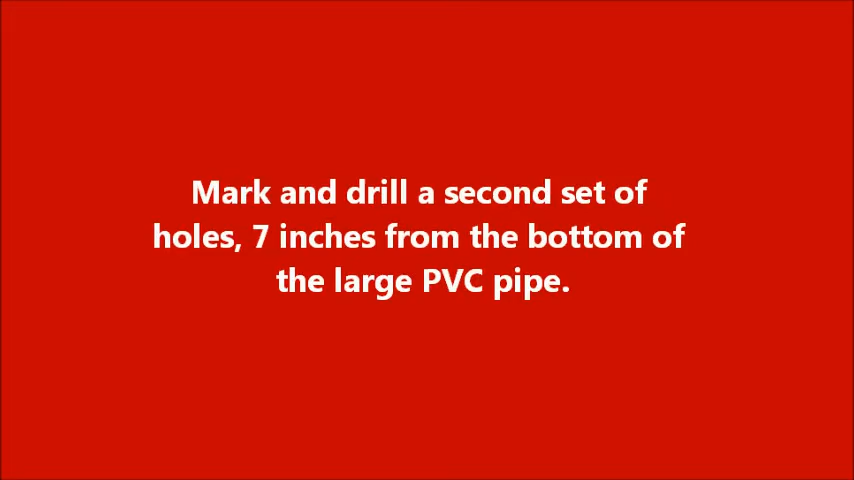 Mark and drill a second set of
holes, 7 inches from the bottom of
the large PVC pipe.